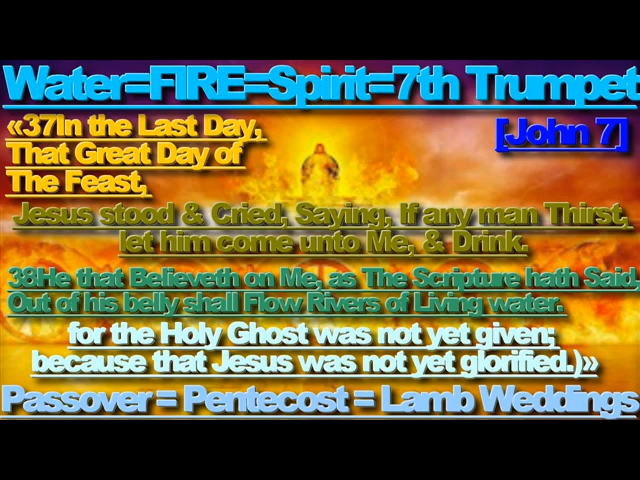 Water=FIRE=Spirit=7th Trumpet
«37In the Last Day,
[John 7]
That Great Day of
The Feast,
Jesus stood & Cried, Saying, If any man Thirst,
let him come unto Me, & Drink.
38He that Believeth on Me, as The Scripture hath Said,
Out of his belly shall Flow Rivers of Living water.
for the Holy Ghost was not yet given;
because that Jesus was not yet glorified.)»
Passover = Pentecost = Lamb Weddings